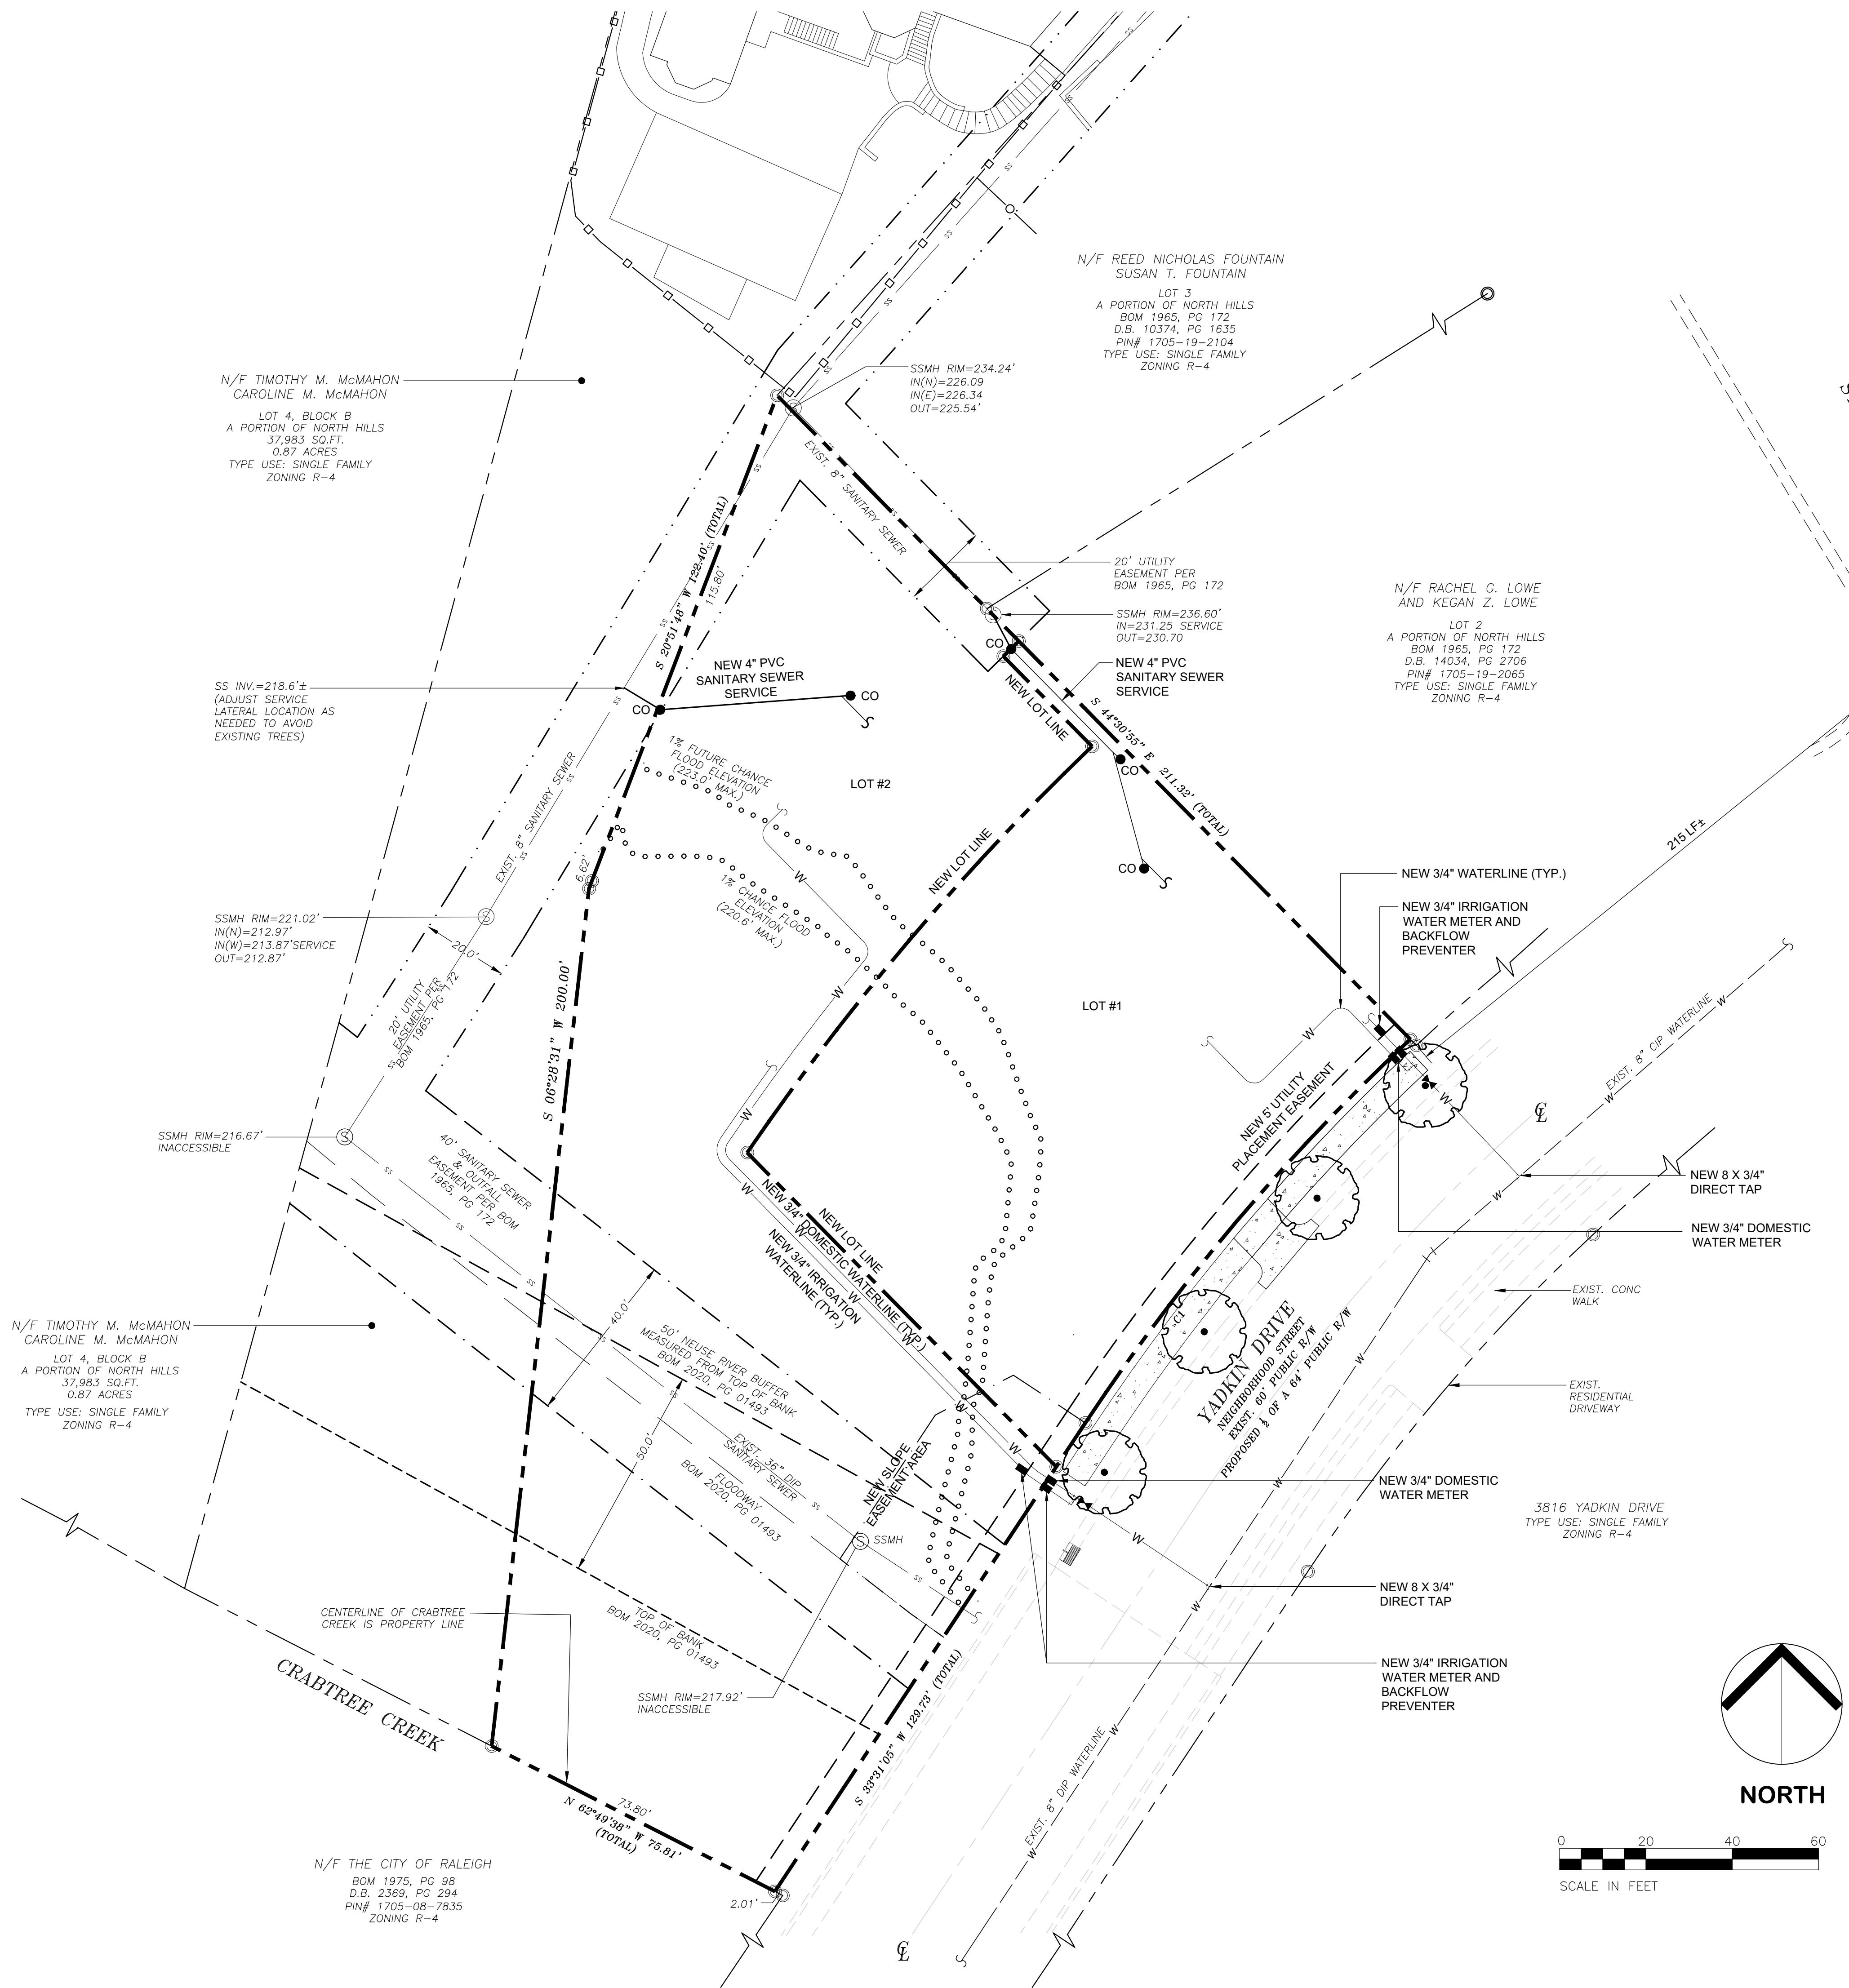 N/F REED NICHOLAS FOUNTAIN
SUSAN T. FOUNTAIN
LOT 3
A PORTION OF NORTH HILLS
BOM 1965, PG 172
D.B. 10374, PG 1635
PIN# 1705-19-2104
TYPE USE: SINGLE FAMILY
ZONING R-4
N/F TIMOTHY M. McMAHON
CAROLINE M. McMAHON
LOT 4, BLOCK B
A PORTION OF NORTH HILLS
37,983 SQ.FT.
0.87 ACRES
TYPE USE: SINGLE FAMILY
ZONING R-4
SSMH RIM=234.24'
IN(N)=226.09
IN(E)=226.34
OUT=225.54'
EXIST. 8" SANITARY SEWER
20' UTILITY
EASEMENT PER
BOM 1965, PG 172
SSMH RIM=236.60'
IN=231.25 SERVICE
OUT=230.70
CO
NEW 4" PVC
SANITARY SEWER
SERVICE
N/F RACHEL G. LOWE
AND KEGAN Z. LOWE
LOT 2
A PORTION OF NORTH HILLS
BOM 1965, PG 172
D.B. 14034, PG 2706
PIN# 1705-19-2065
TYPE USE: SINGLE FAMILY
ZONING R-4
S 20°51'48" W 122.40' (TOTAL)
115.80'
NEW 4" PVC
SANITARY SEWER
SERVICE
CO
CO
SS INV.=218.6'±
(ADJUST SERVICE
LATERAL LOCATION AS
NEEDED TO AVOID
EXISTING TREES)
NEW LOT LINE
S 44°30'55" E 211.32' (TOTAL)
CO
CO
1% FUTURE CHANCE
FLOOD ELEVATION
(223.0' MAX.)
LOT #2
EXIST. 8" SANITARY SEWER
6.62'
1% CHANCE FLOOD
ELEVATION
(220.6' MAX.)
NEW LOT LINE
215 LF±
NEW 3/4" WATERLINE (TYP.)
NEW 3/4" IRRIGATION
WATER METER AND
BACKFLOW
PREVENTER
SSMH RIM=221.02'
IN(N)=212.97'
IN(W)=213.87'SERVICE
OUT=212.87'
20.0'
20' UTILITY
EASEMENT PER
BOM 1965, PG 172
S 06°28'31" W 200.00'
LOT #1
EXIST. 8" CIP WATERLINE
NEW 5' UTILITY
PLACEMENT EASEMENT
SSMH RIM=216.67'
INACCESSIBLE
40' SANITARY SEWER
& OUTFALL
EASEMENT PER BOM
1965, PG 172
NEW 8 X 3/4"
DIRECT TAP
NEW 3/4" DOMESTIC
WATER METER
NEW LOT LINE
NEW 3/4" DOMESTIC WATERLINE (TYP.)
NEW 3/4" IRRIGATION
WATERLINE (TYP.)
EXIST. CONC
WALK
C1
YADKIN DRIVE
NEIGHBORHOOD STREET
EXIST. 60' PUBLIC R/W
PROPOSED ½ OF A 64' PUBLIC R/W
EXIST.
RESIDENTIAL
DRIVEWAY
N/F TIMOTHY M. McMAHON
CAROLINE M. McMAHON
LOT 4, BLOCK B
A PORTION OF NORTH HILLS
37,983 SQ.FT.
0.87 ACRES
TYPE USE: SINGLE FAMILY
ZONING R-4
40.0'
50' NEUSE RIVER BUFFER
MEASURED FROM TOP OF BANK
BOM 2020, PG 01493
50.0'
EXIST. 36" DIP
SANITARY SEWER
FLOODWAY
BOM 2020, PG 01493
NEW SLOPE
EASEMENT AREA
SSMH
NEW 3/4" DOMESTIC
WATER METER
3816 YADKIN DRIVE
TYPE USE: SINGLE FAMILY
ZONING R-4
NEW 8 X 3/4"
DIRECT TAP
CENTERLINE OF CRABTREE
CREEK IS PROPERTY LINE
TOP OF BANK
BOM 2020, PG 01493
CRABTREE CREEK
SSMH RIM=217.92'
INACCESSIBLE
S 33°31'05" W 129.73' (TOTAL)
NEW 3/4" IRRIGATION
WATER METER AND
BACKFLOW
PREVENTER
EXIST. 8" DIP WATERLINE
73.80'
N 62°49'38" W 75.81'
(TOTAL)
2.01'
N/F THE CITY OF RALEIGH
BOM 1975, PG 98
D.B. 2369, PG 294
PIN# 1705-08-7835
ZONING R-4
NORTH
0 20 40 60
SCALE IN FEET